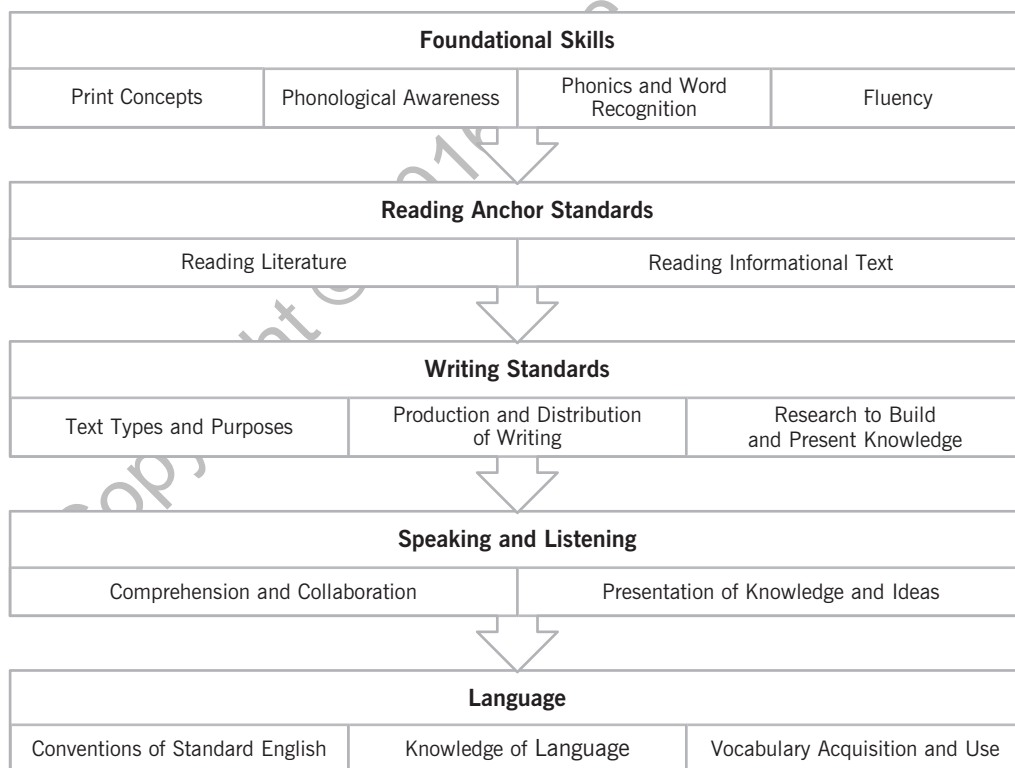 Foundational Skills
Print Concepts
Phonological Awareness
Phonics and Word
Recognition
Fluency
Reading Anchor Standards
Reading Literature
Reading Informational Text
Writing Standards
Text Types and Purposes
Production and Distribution
of Writing
Research to Build
and Present Knowledge
Speaking and Listening
Comprehension and Collaboration
Presentation of Knowledge and Ideas
Language
Conventions of Standard English
Knowledge of Language
Vocabulary Acquisition and Use